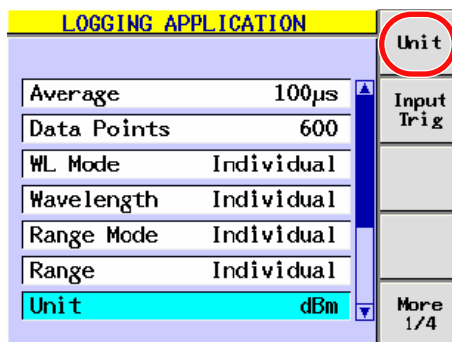 LOGGING APPLICATION
Average 100μs
Data Points 600
WL Mode Individual
Wavelength Individual
Range Mode Individual
Range Individual
Unit dBm
Unit
Input
Trig
More
1/4